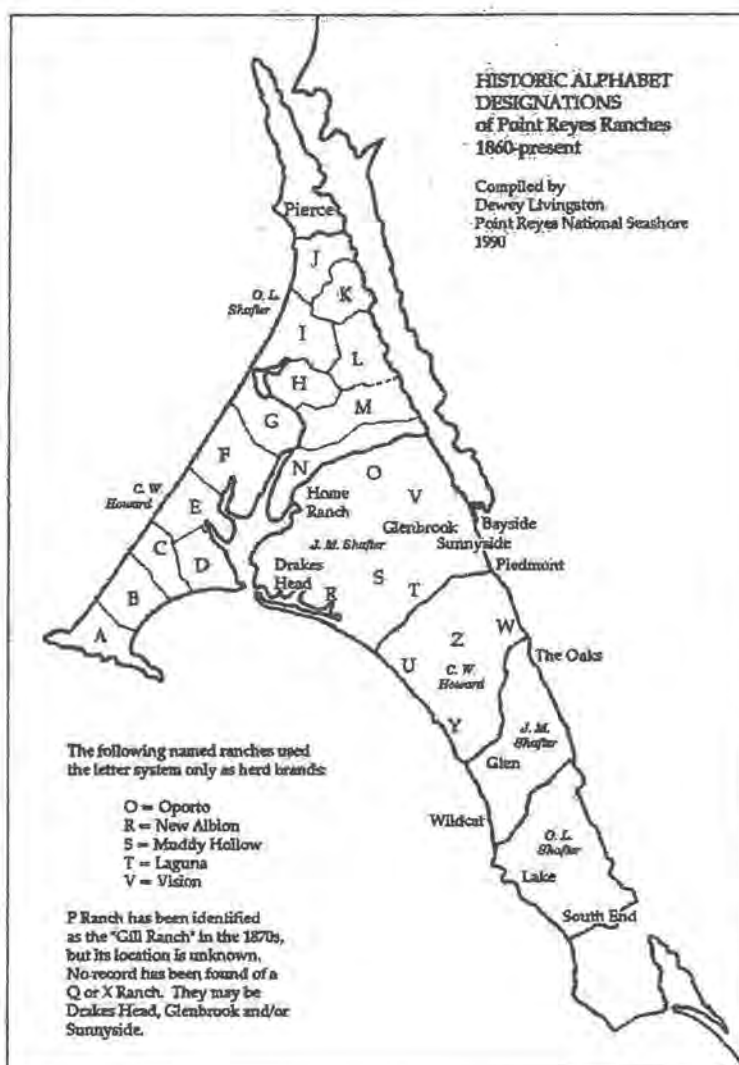 HISTORIC ALPHABET
DESIGNATIONS
of Point Reyes Ranches
1860-present
Compiled by
Dewey Livingston
Point Reyes National Seashore
1990
Pierce
J
K
O. L.
Shafter
I
L
H
M
G
F
N
O
V
Home
Ranch
C. W.
Howard
E
Glenbrook
Bayside
Sunnyside
J. M. Shafter
C
D
Drakes
Head
R
S
T
Piedmont
B
A
Z
W
U
C. W.
Howard
The Oaks
Y
J. M.
Shafter
Glen
Wildcat
O. L.
Shafter
Lake
South End
The following named ranches used
the letter system only as herd brands:
O = Oporto
R = New Albion
S = Muddy Hollow
T = Laguna
V = Vision
P Ranch has been identified
as the "Gill Ranch" in the 1870s,
but its location is unknown.
No record has been found of a
Q or X Ranch. They may be
Drakes Head, Glenbrook and/or
Sunnyside.